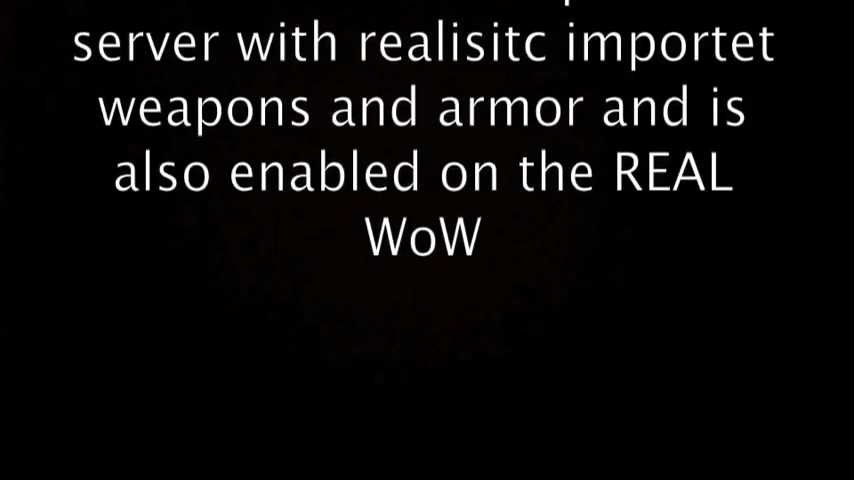 server with realisitc importet
weapons and armor and is
also enabled on the REAL
WoW